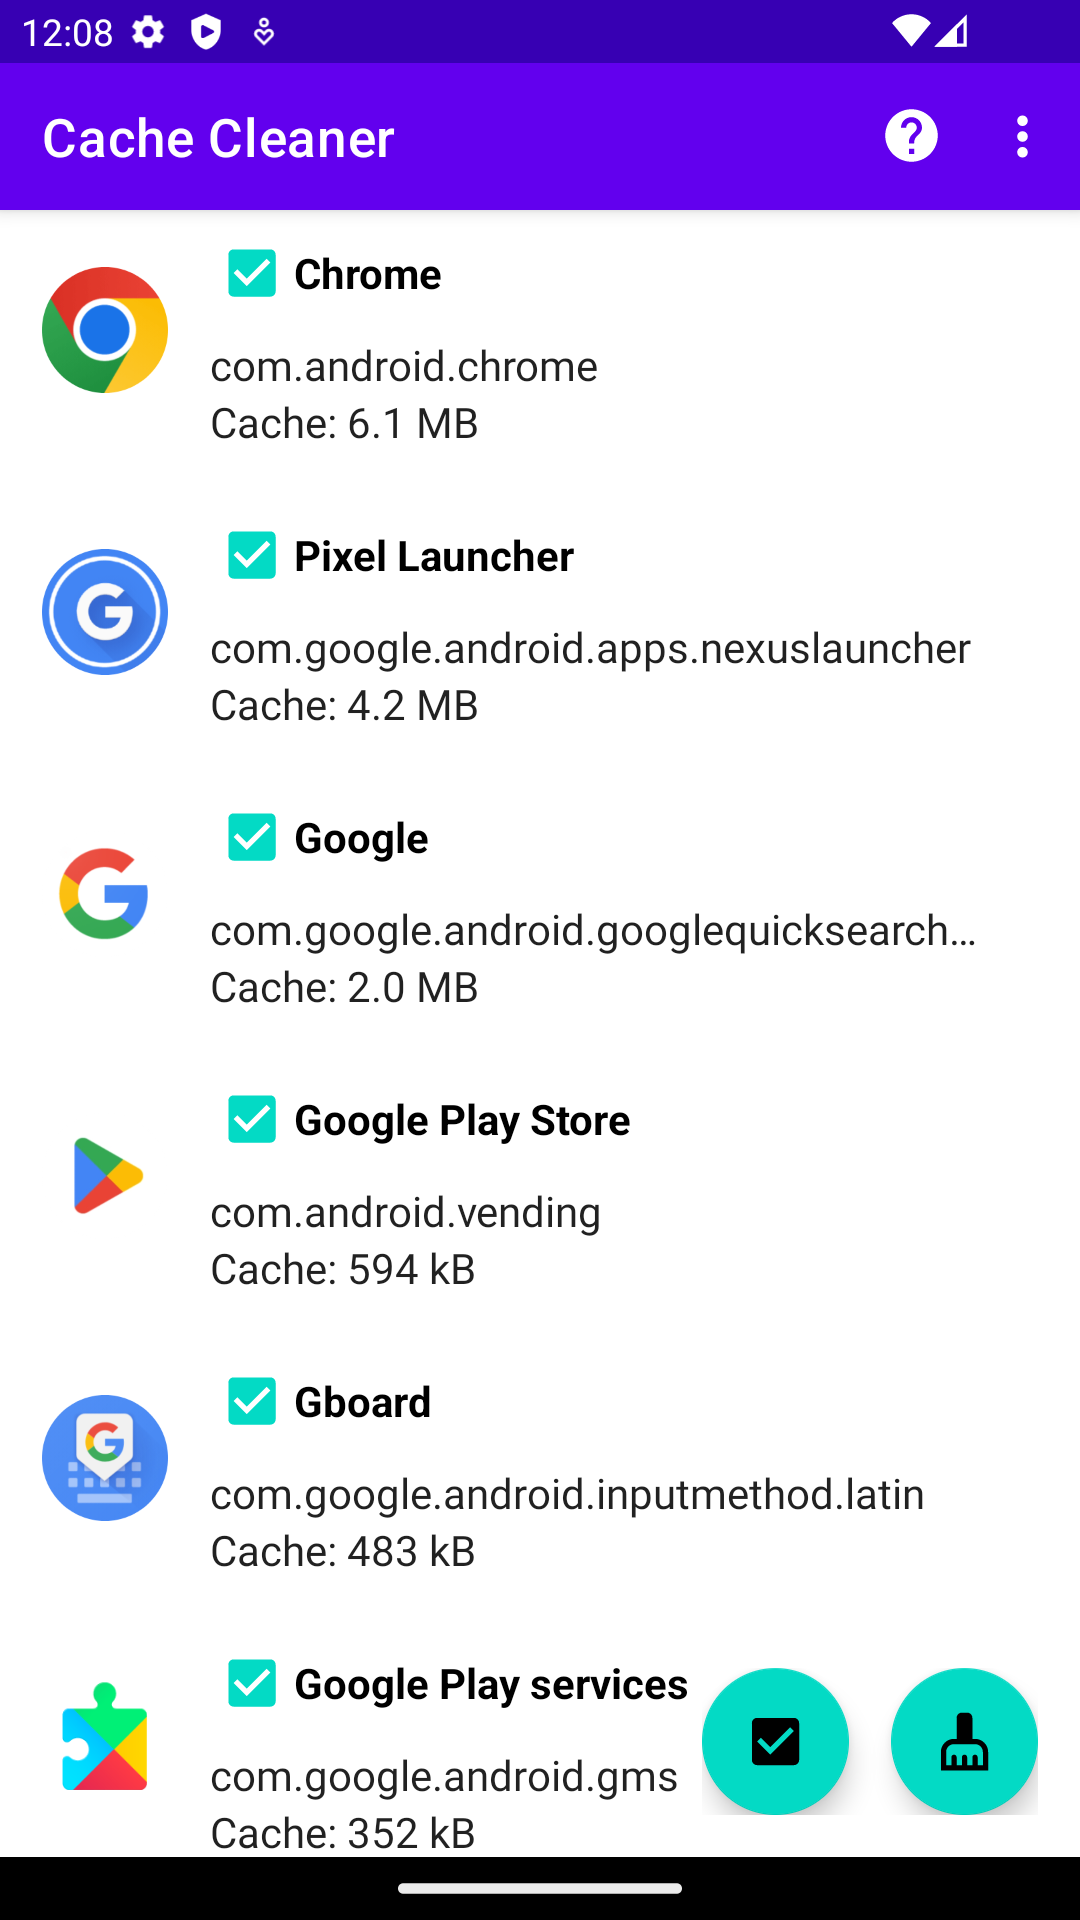 12:08
Cache Cleaner
Chrome
com.android.chrome
Cache: 6.1 MB
Pixel Launcher
com.google.android.apps.nexuslauncher
Cache: 4.2 MB
Google
com.google.android.googlequicksearch…
Cache: 2.0 MB
Google Play Store
com.android.vending
Cache: 594 kB
Gboard
com.google.android.inputmethod.latin
Cache: 483 kB
Google Play services
com.google.android.gms
Cache: 352 kB